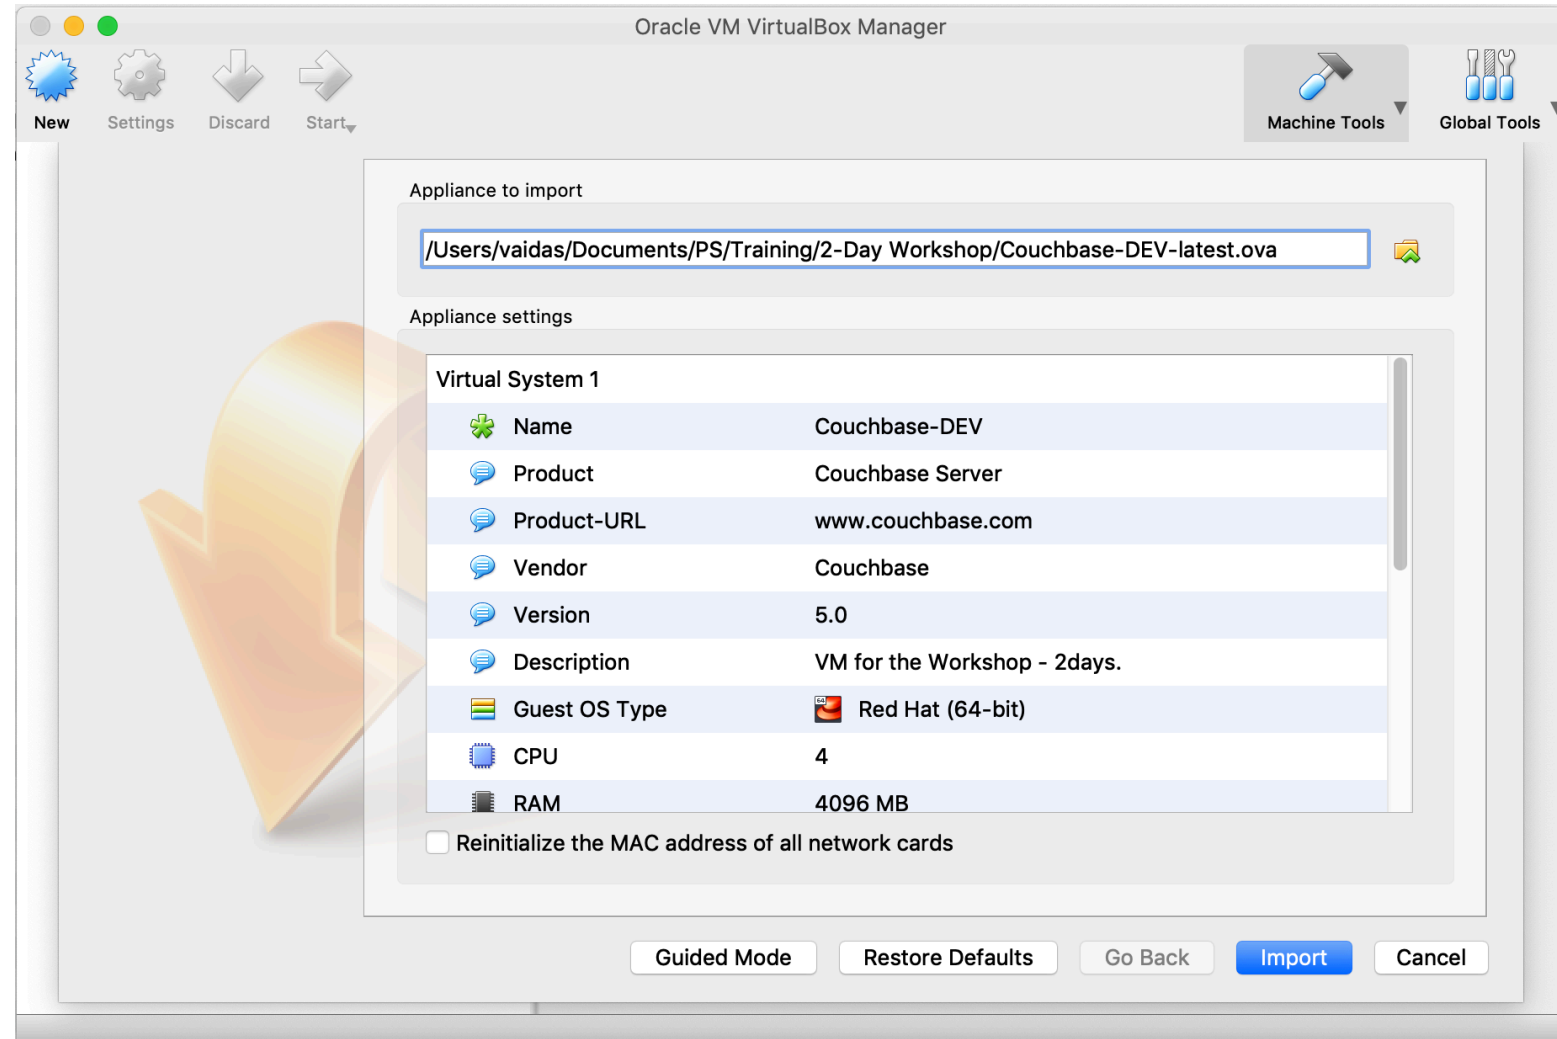 Oracle VM VirtualBox Manager
New
Settings
Discard
Start
Machine Tools
Global Tools
Appliance to import
/Users/vaidas/Documents/PS/Training/2-Day Workshop/Couchbase-DEV-latest.ova
Appliance settings
Virtual System 1
Name Couchbase-DEV
Product Couchbase Server
Product-URL www.couchbase.com
Vendor Couchbase
Version 5.0
Description VM for the Workshop - 2days.
Guest OS Type 64 Red Hat (64-bit)
CPU 4
RAM 4096 MB
Reinitialize the MAC address of all network cards
Guided Mode
Restore Defaults
Go Back
Import
Cancel